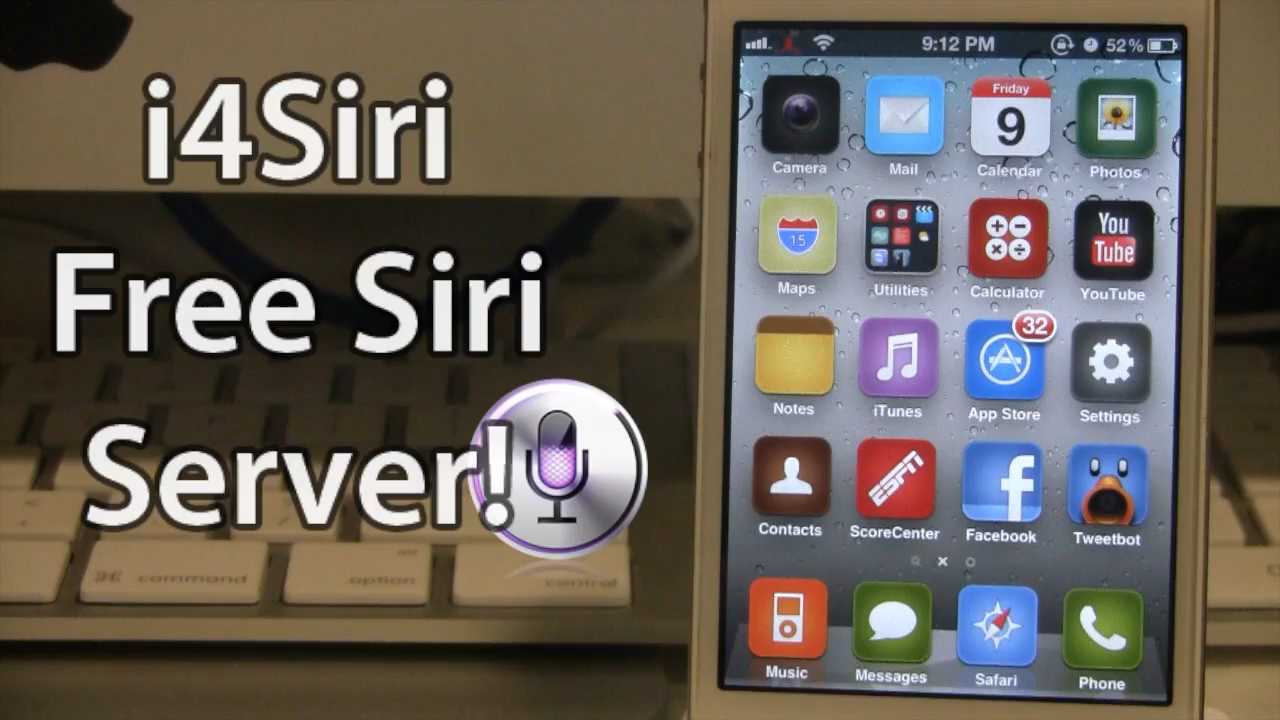 i4Siri
Free Siri
Server!
command
option
control
9:12 PM
52%
Camera
Mail
Friday
9
Calendar
Photos
15
Maps
Utilities
Calculator
You
Tube
YouTube
Notes
iTunes
32
App Store
Settings
Contacts
ESFN
ScoreCenter
f
Facebook
Tweetbot
Music
Messages
Safari
Phone